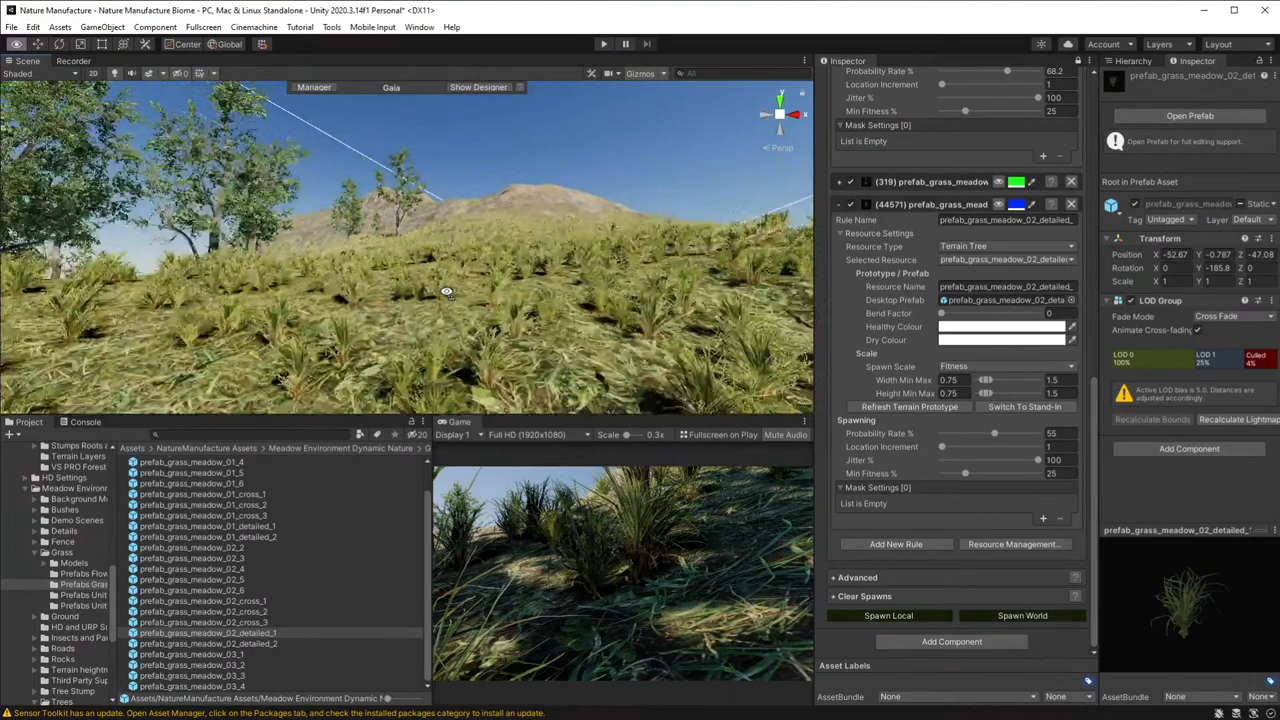 Nature Manufacture - Nature Manufacture Biome - PC, Mac & Linux Standalone - Unity 2020.3.14f1 Personal* <DX11>
File Edit Assets GameObject Component Fullscreen Cinemachine Tutorial Tools Mobile Input Window Help
Center Global Account Layers Layout
Scene Recorder
Shaded 2D 0 Gizmos All
Manager Gaia Show Designer
y x
Persp
Inspector
Probability Rate % 68.2
Location Increment 1
Jitter % 100
Min Fitness % 25
Mask Settings [0]
List is Empty
+ −
+ (319) prefab_grass_meadow
- (44571) prefab_grass_mead
Rule Name prefab_grass_meadow_02_detailed_
Resource Settings
Resource Type Terrain Tree
Selected Resource prefab_grass_meadow_02_detailed
Prototype / Prefab
Resource Name prefab_grass_meadow_02_detailed_
Desktop Prefab prefab_grass_meadow_02_deta
Bend Factor 0
Healthy Colour
Dry Colour
Scale
Spawn Scale Fitness
Width Min Max 0.75 1.5
Height Min Max 0.75 1.5
Refresh Terrain Prototype Switch To Stand-In
Spawning
Probability Rate % 55
Location Increment 1
Jitter % 100
Min Fitness % 25
Mask Settings [0]
List is Empty
+ −
Add New Rule Resource Management...
+ Advanced ?
+ Clear Spawns ?
Spawn Local Spawn World
Add Component
Asset Labels
AssetBundle None None
Hierarchy Inspector
prefab_grass_meadow_02_det
Open Prefab
Open Prefab for full editing support.
Root in Prefab Asset
prefab_grass_meadow Static
Tag Untagged Layer Default
Transform
Position X -52.67 Y -0.787 Z -47.08
Rotation X 0 Y -185.8 Z 0
Scale X 1 Y 1 Z 1
LOD Group
Fade Mode Cross Fade
Animate Cross-fading
LOD 0 100% LOD 1 25% Culled 4%
Active LOD bias is 5.0. Distances are adjusted accordingly.
Recalculate Bounds Recalculate Lightmap
Add Component
prefab_grass_meadow_02_detailed_
AssetBundle None None
Project Console
20
Stumps Roots a
Terrain Layers
VS PRO Forest
HD Settings
Meadow Environ
Background M
Bushes
Demo Scenes
Details
Fence
Grass
Models
Prefabs Flow
Prefabs Gras
Prefabs Unit
Prefabs Unit
Ground
HD and URP Su
Insects and Pa
Roads
Rocks
Terrain height
Third Party Su
Tree Stump
Trees
Assets > NatureManufacture Assets > Meadow Environment Dynamic Nature > G
prefab_grass_meadow_01_4
prefab_grass_meadow_01_5
prefab_grass_meadow_01_6
prefab_grass_meadow_01_cross_1
prefab_grass_meadow_01_cross_2
prefab_grass_meadow_01_cross_3
prefab_grass_meadow_01_detailed_1
prefab_grass_meadow_01_detailed_2
prefab_grass_meadow_02_2
prefab_grass_meadow_02_3
prefab_grass_meadow_02_4
prefab_grass_meadow_02_5
prefab_grass_meadow_02_6
prefab_grass_meadow_02_cross_1
prefab_grass_meadow_02_cross_2
prefab_grass_meadow_02_cross_3
prefab_grass_meadow_02_detailed_1
prefab_grass_meadow_02_detailed_2
prefab_grass_meadow_03_1
prefab_grass_meadow_03_2
prefab_grass_meadow_03_3
prefab_grass_meadow_03_4
Assets/NatureManufacture Assets/Meadow Environment Dynamic N
Game
Display 1 Full HD (1920x1080) Scale 0.3x Fullscreen on Play Mute Audio
Sensor Toolkit has an update. Open Asset Manager, click on the Packages tab, and check the installed packages category to install an update.